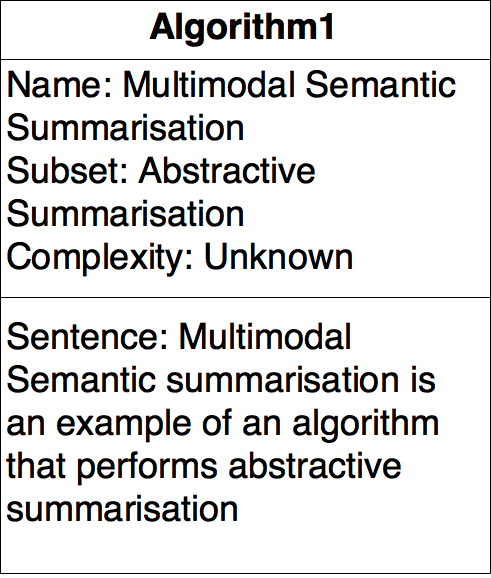 Algorithm1
Name: Multimodal Semantic
Summarisation
Subset: Abstractive
Summarisation
Complexity: Unknown
Sentence: Multimodal
Semantic summarisation is
an example of an algorithm
that performs abstractive
summarisation